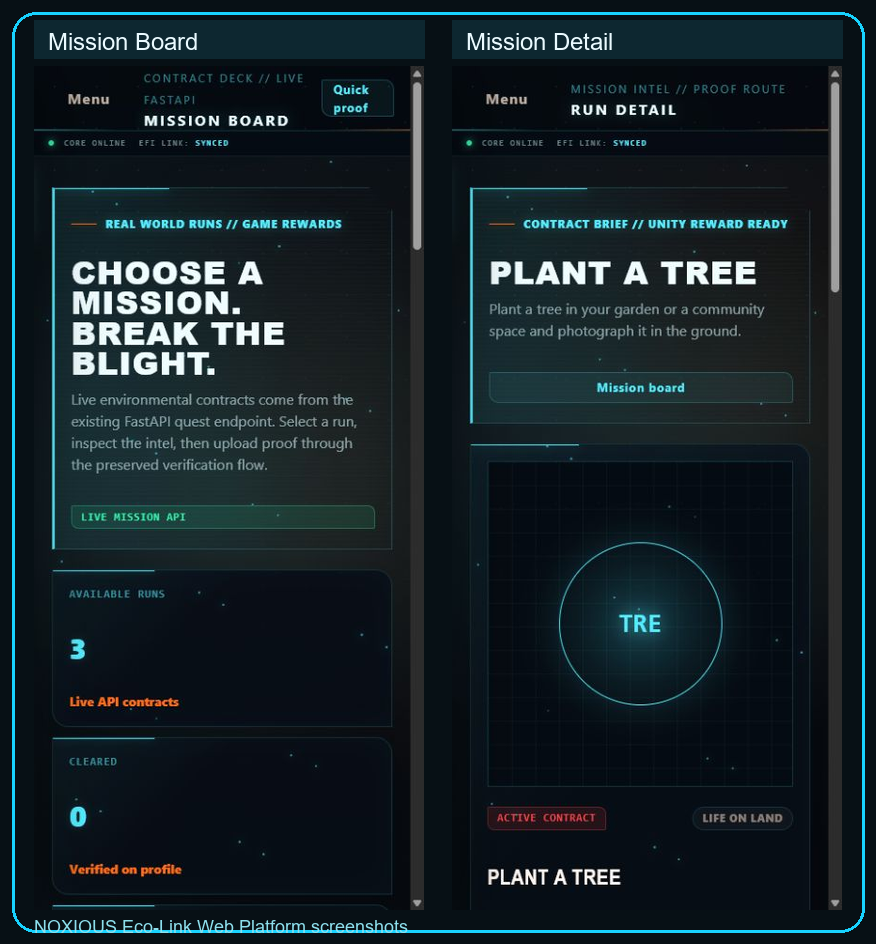 Mission Board
Menu
CONTRACT DECK // LIVE
FASTAPI
MISSION BOARD
Quick
proof
CORE ONLINE EFI LINK: SYNCED
REAL WORLD RUNS // GAME REWARDS
CHOOSE A
MISSION.
BREAK THE
BLIGHT.
Live environmental contracts come from the
existing FastAPI quest endpoint. Select a run,
inspect the intel, then upload proof through
the preserved verification flow.
LIVE MISSION API
AVAILABLE RUNS
3
Live API contracts
CLEARED
0
Verified on profile
Mission Detail
Menu
MISSION INTEL // PROOF ROUTE
RUN DETAIL
CORE ONLINE EFI LINK: SYNCED
CONTRACT BRIEF // UNITY REWARD READY
PLANT A TREE
Plant a tree in your garden or a community
space and photograph it in the ground.
Mission board
TRE
ACTIVE CONTRACT
LIFE ON LAND
PLANT A TREE
NOXIOUS Eco-Link Web Platform screenshots